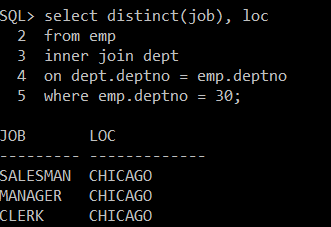 SQL> select distinct(job), loc
2 from emp
3 inner join dept
4 on dept.deptno = emp.deptno
5 where emp.deptno = 30;
JOB LOC
--------- -------------
SALESMAN CHICAGO
MANAGER CHICAGO
CLERK CHICAGO